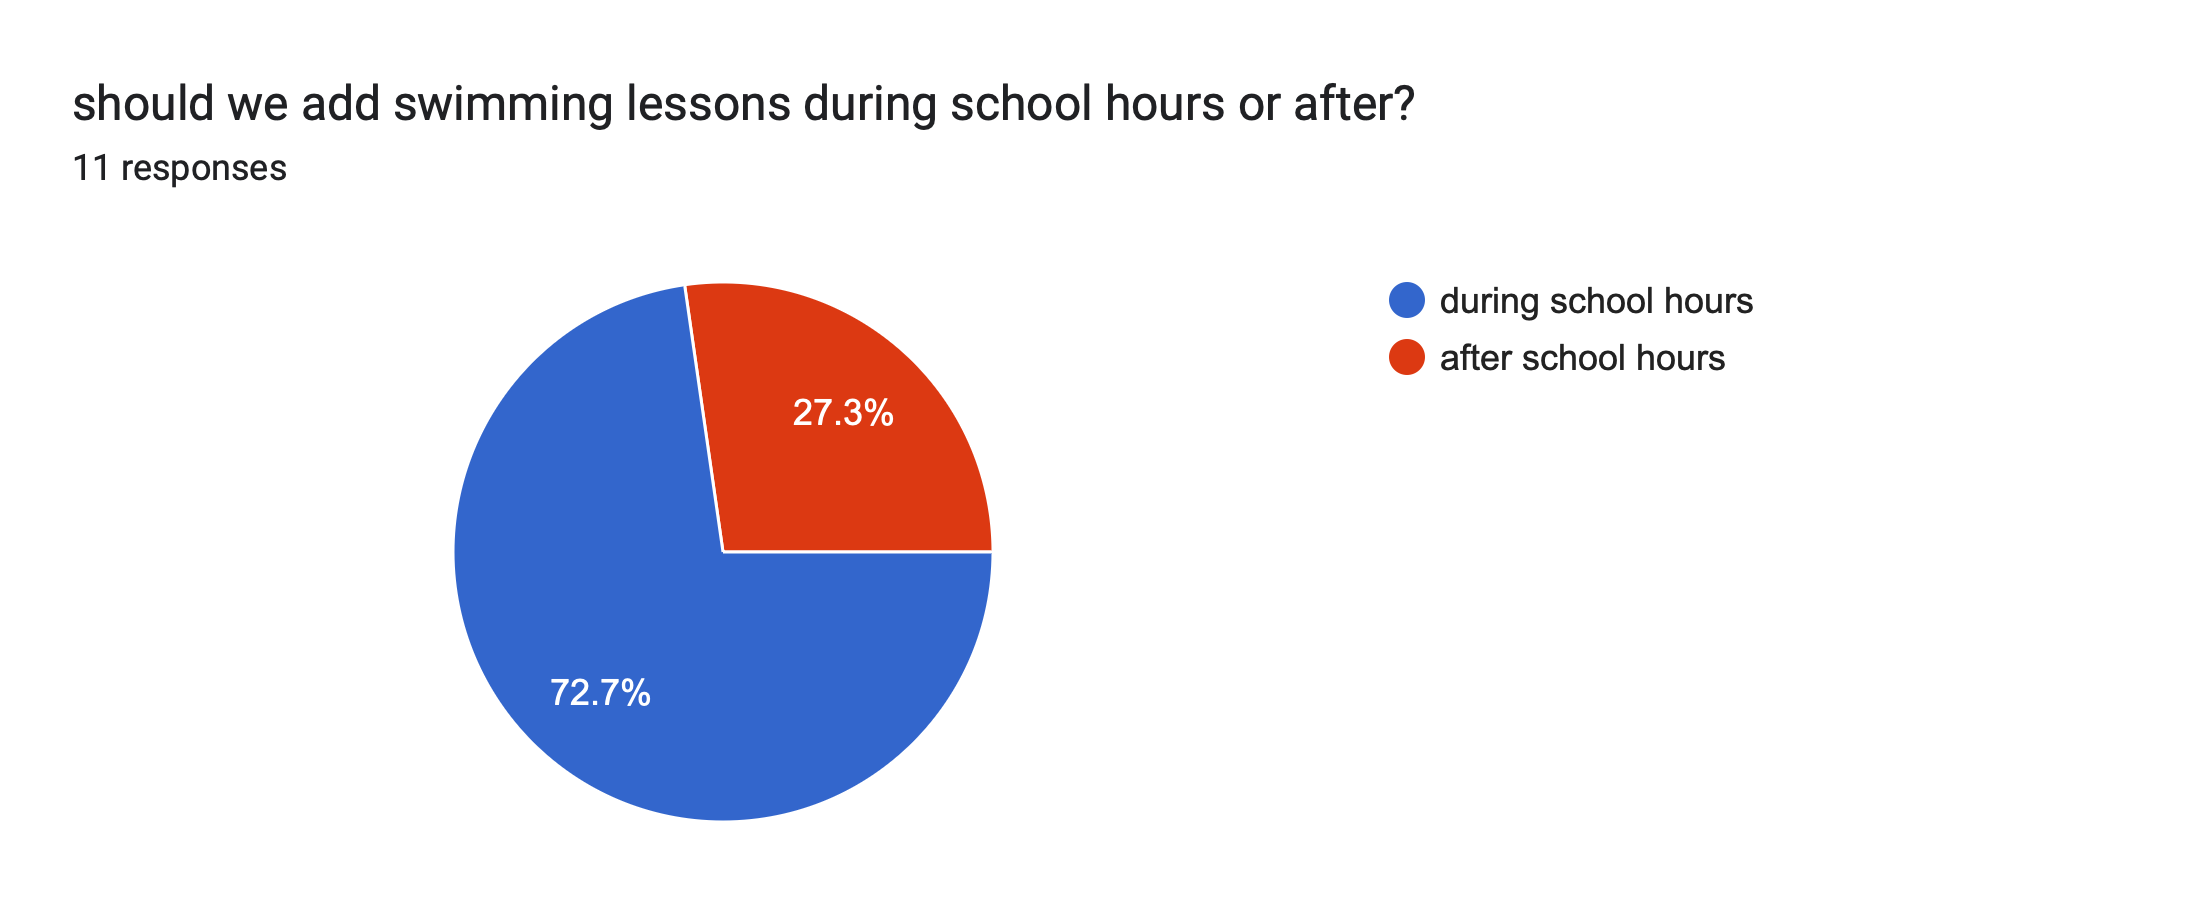 should we add swimming lessons during school hours or after?
11 responses
during school hours
after school hours
27.3%
72.7%